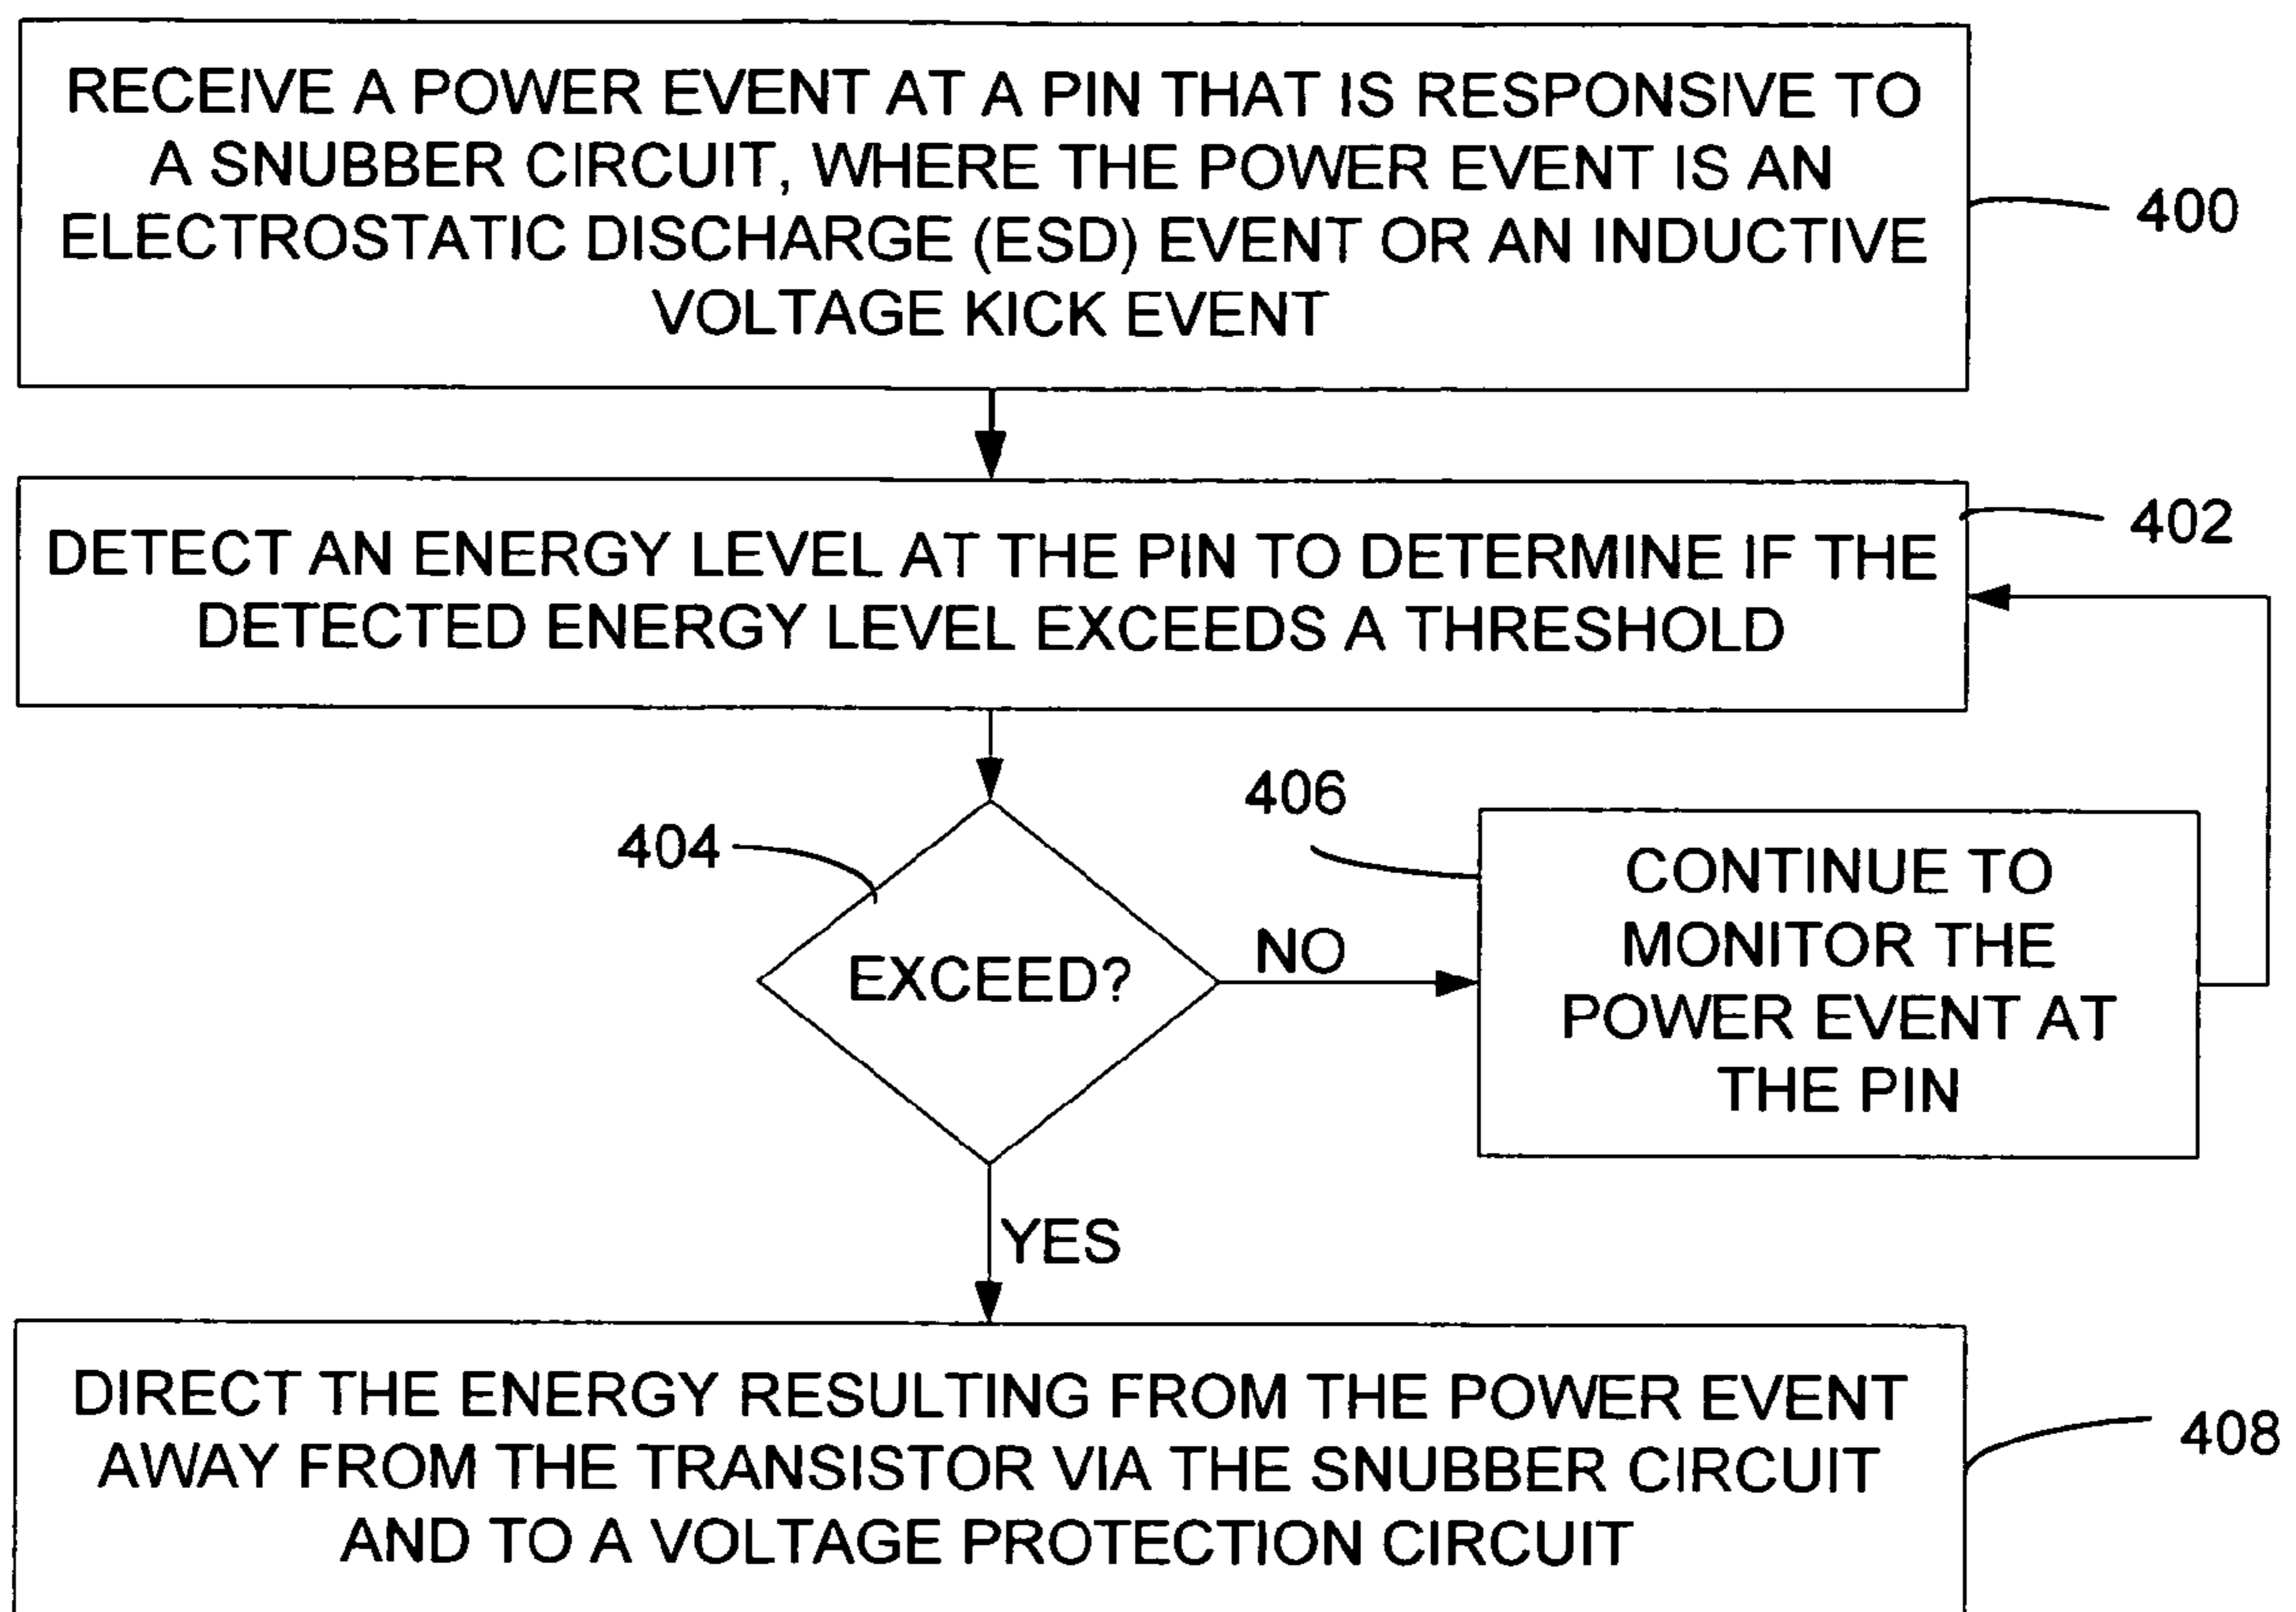 RECEIVE A POWER EVENT AT A PIN THAT IS RESPONSIVE TO
A SNUBBER CIRCUIT, WHERE THE POWER EVENT IS AN
ELECTROSTATIC DISCHARGE (ESD) EVENT OR AN INDUCTIVE
VOLTAGE KICK EVENT
400
DETECT AN ENERGY LEVEL AT THE PIN TO DETERMINE IF THE
DETECTED ENERGY LEVEL EXCEEDS A THRESHOLD
402
404
EXCEED?
NO
406
CONTINUE TO
MONITOR THE
POWER EVENT AT
THE PIN
YES
DIRECT THE ENERGY RESULTING FROM THE POWER EVENT
AWAY FROM THE TRANSISTOR VIA THE SNUBBER CIRCUIT
AND TO A VOLTAGE PROTECTION CIRCUIT
408